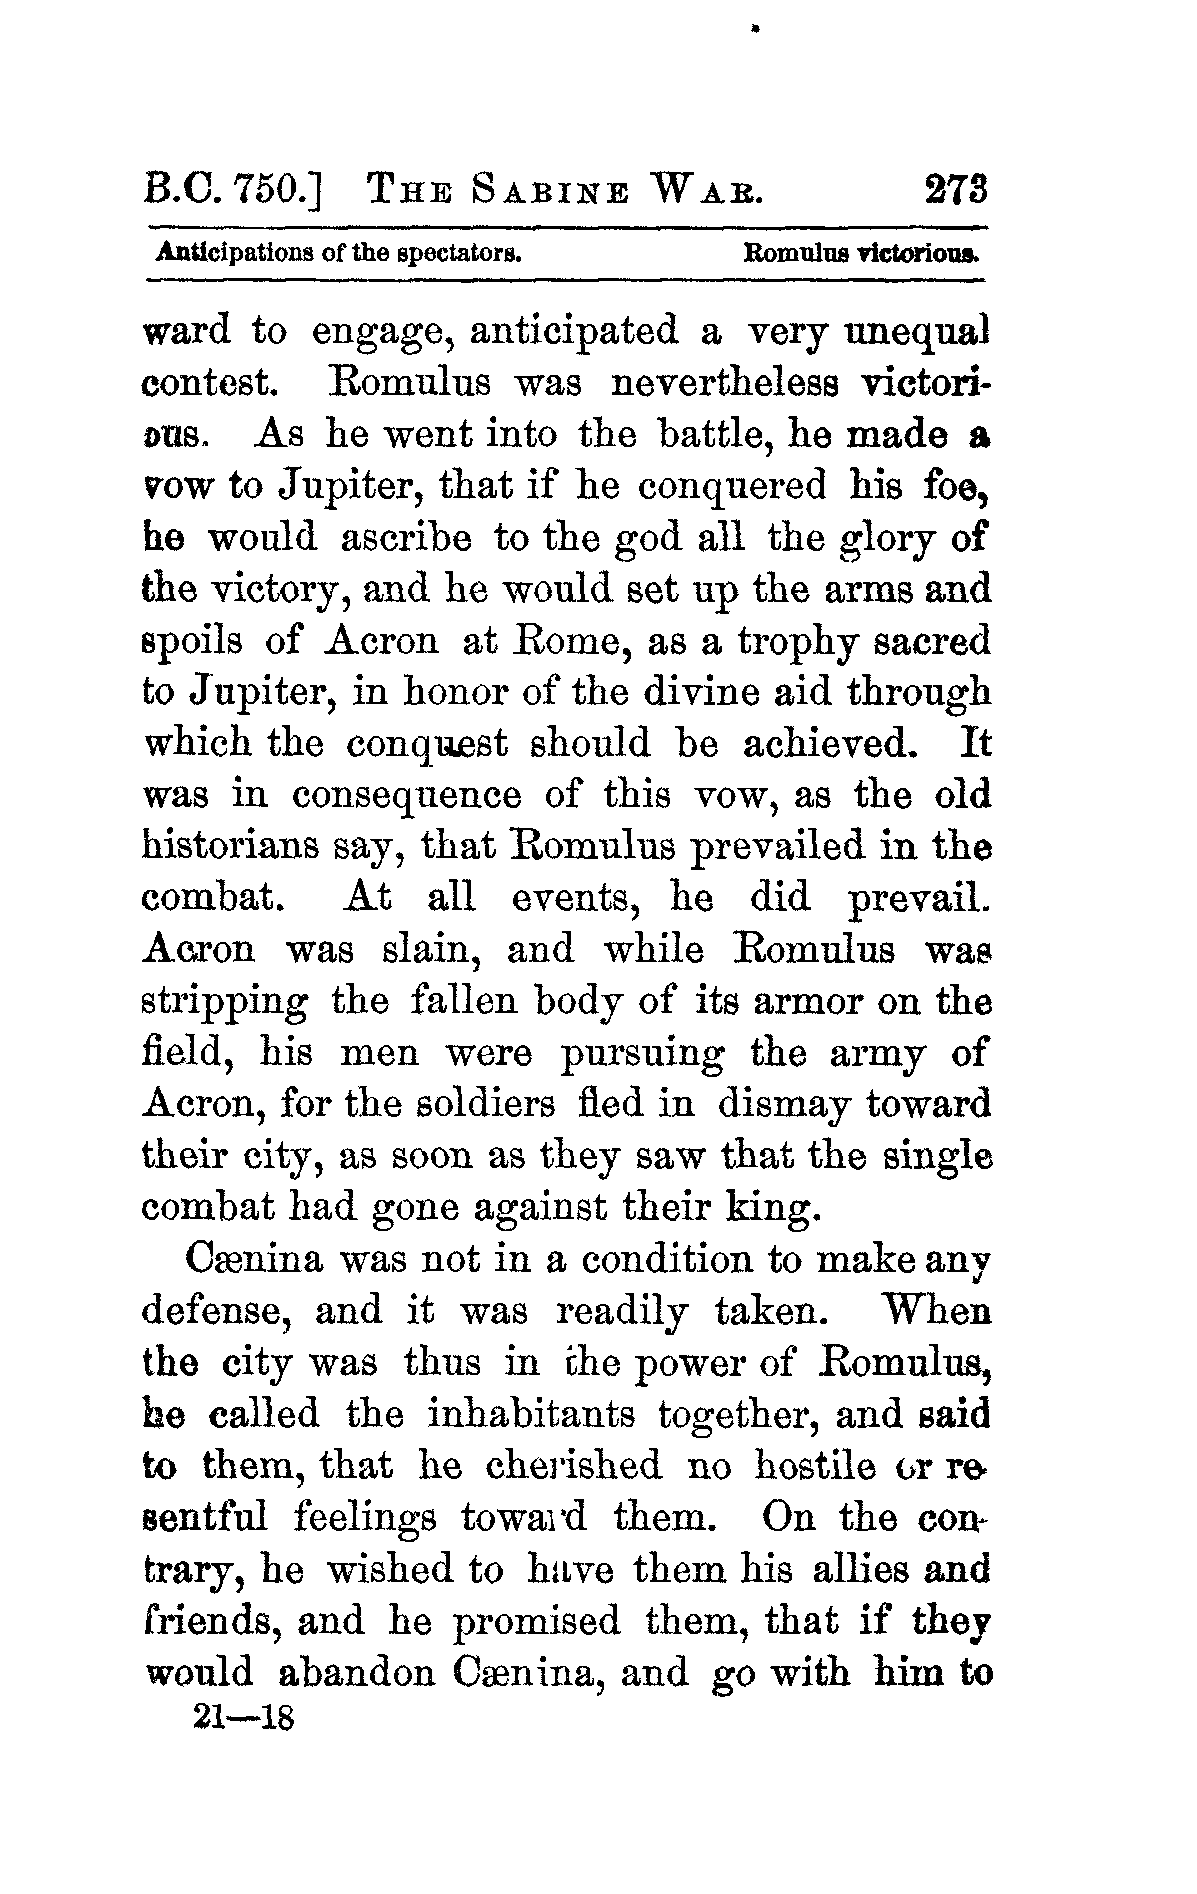 B.C. 750.] The Sabine War. 273
Anticipations of the spectators. Romulus victorious.
ward to engage, anticipated a very unequal
contest. Romulus was nevertheless victori-
ous. As he went into the battle, he made a
vow to Jupiter, that if he conquered his foe,
he would ascribe to the god all the glory of
the victory, and he would set up the arms and
spoils of Acron at Rome, as a trophy sacred
to Jupiter, in honor of the divine aid through
which the conquest should be achieved. It
was in consequence of this vow, as the old
historians say, that Romulus prevailed in the
combat. At all events, he did prevail.
Acron was slain, and while Romulus was
stripping the fallen body of its armor on the
field, his men were pursuing the army of
Acron, for the soldiers fled in dismay toward
their city, as soon as they saw that the single
combat had gone against their king.
Cænina was not in a condition to make any
defense, and it was readily taken. When
the city was thus in the power of Romulus,
he called the inhabitants together, and said
to them, that he cherished no hostile or re-
sentful feelings toward them. On the con-
trary, he wished to have them his allies and
friends, and he promised them, that if they
would abandon Cænina, and go with him to
21—18